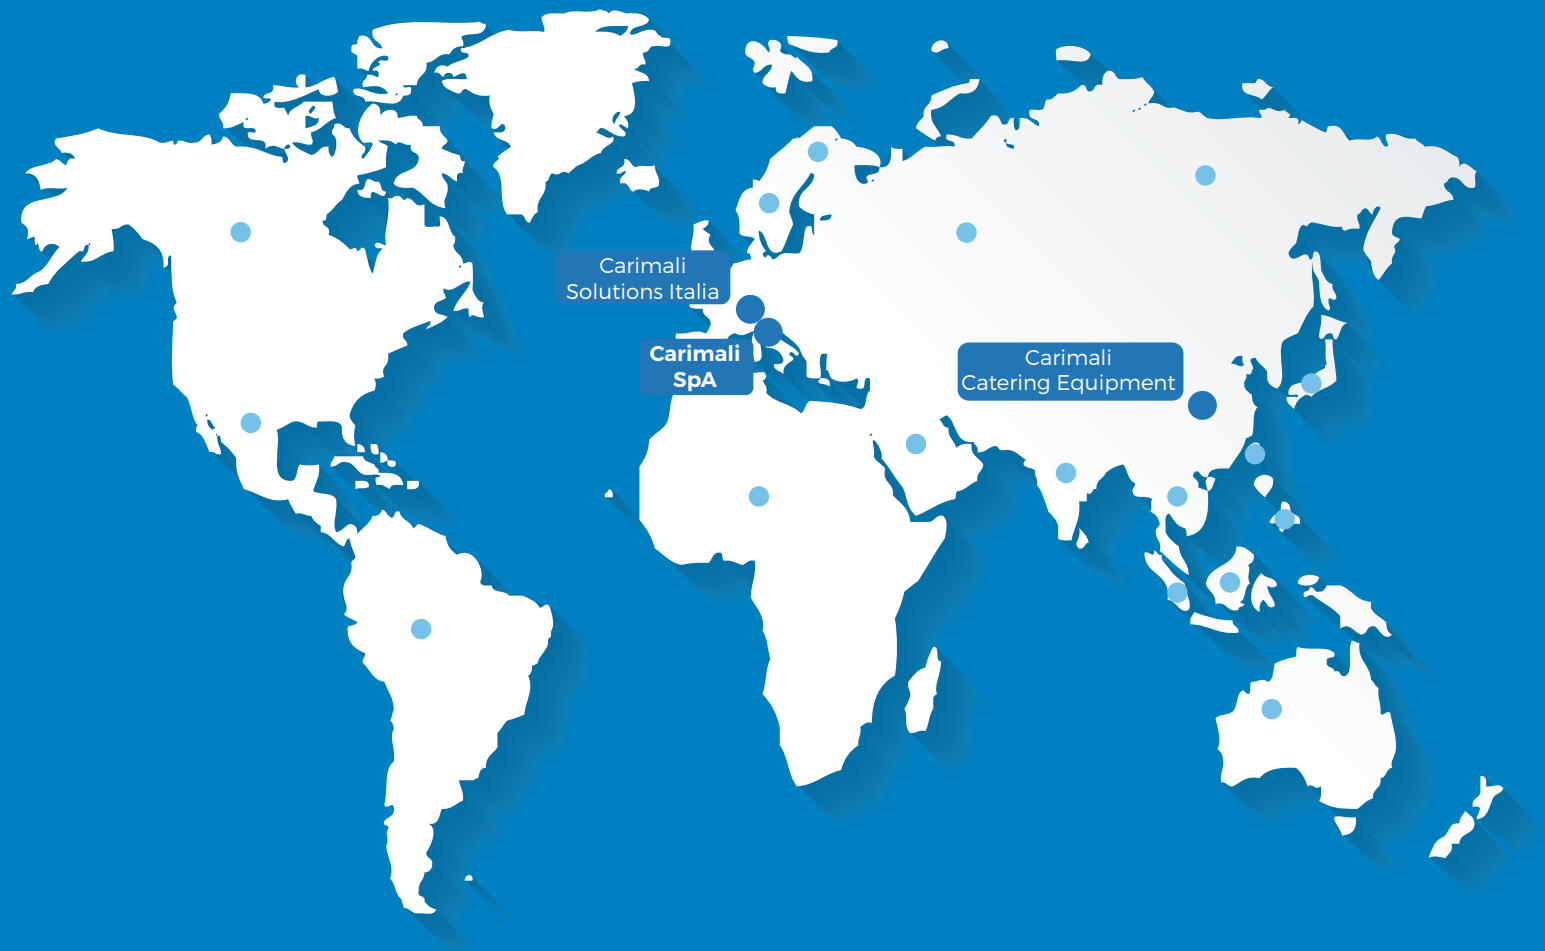 Carimali
Solutions Italia
Carimali
SpA
Carimali
Catering Equipment